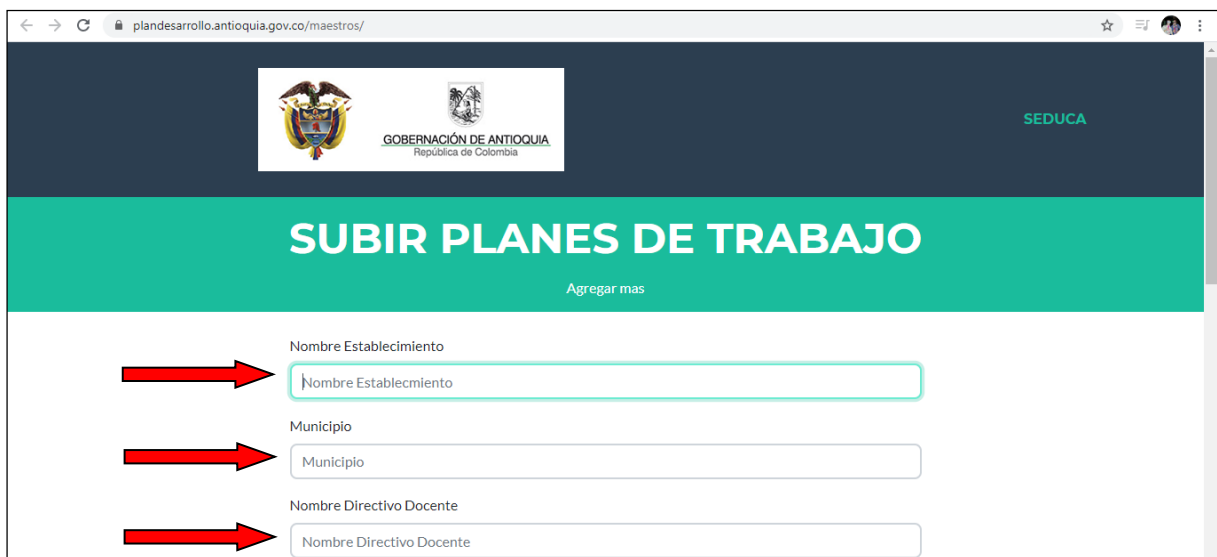 plandesarrollo.antioquia.gov.co/maestros/
GOBERNACIÓN DE ANTIOQUIA
República de Colombia
SEDUCA
SUBIR PLANES DE TRABAJO
Agregar mas
Nombre Establecimiento
Nombre Establecmiento
Municipio
Municipio
Nombre Directivo Docente
Nombre Directivo Docente